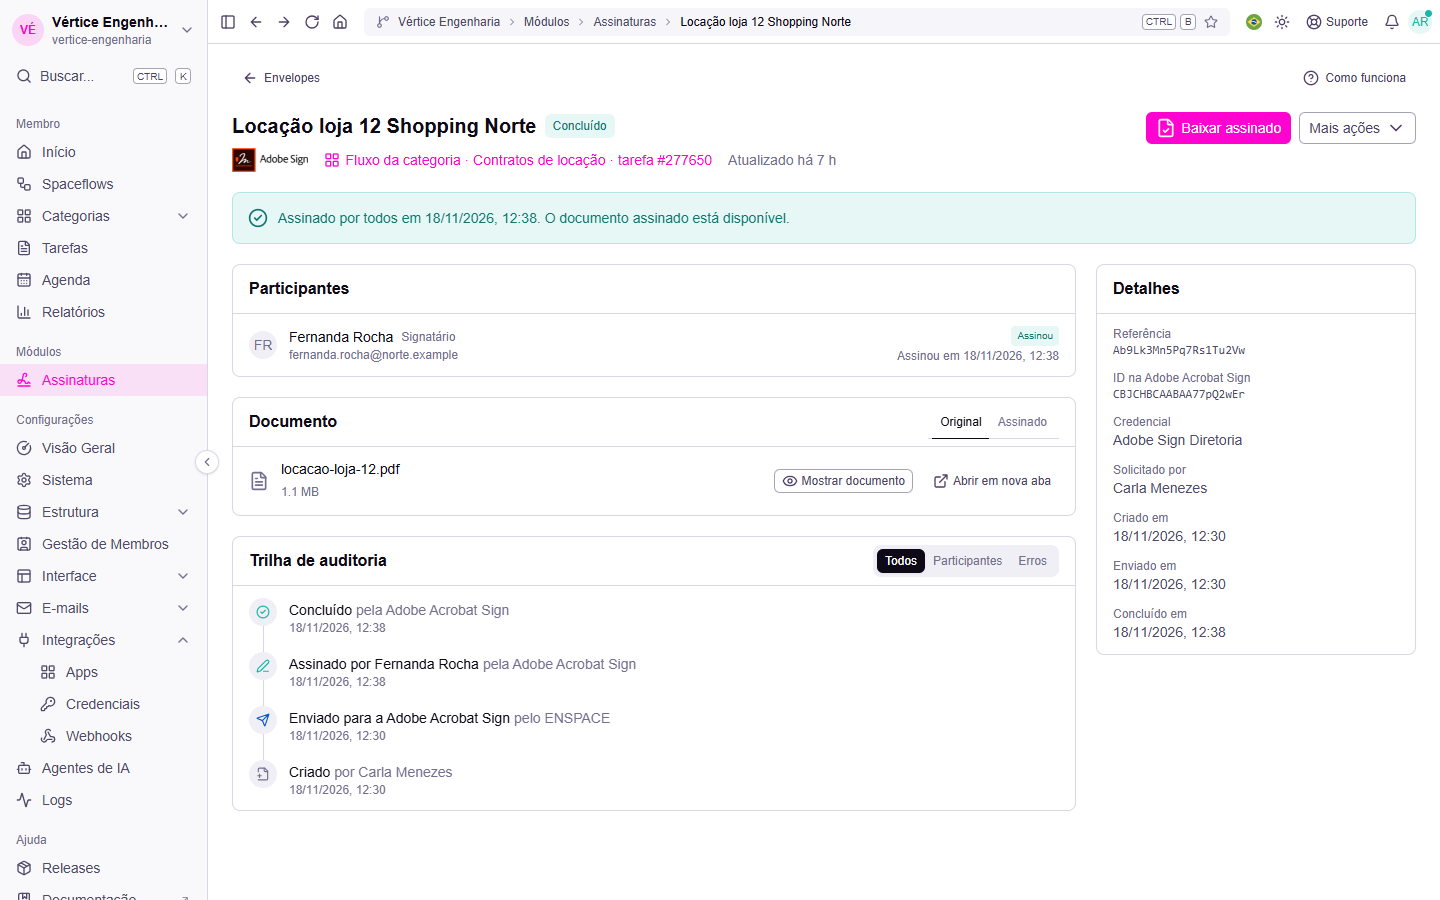 VÉ
Vértice Engenh...
vertice-engenharia
Buscar...
CTRL K
Membro
Início
Spaceflows
Categorias
Tarefas
Agenda
Relatórios
Módulos
Assinaturas
Configurações
Visão Geral
Sistema
Estrutura
Gestão de Membros
Interface
E-mails
Integrações
Apps
Credenciais
Webhooks
Agentes de IA
Logs
Ajuda
Releases
Documentação
Vértice Engenharia > Módulos > Assinaturas > Locação loja 12 Shopping Norte
CTRL B
Suporte
AR
Envelopes
Como funciona
Locação loja 12 Shopping Norte
Concluído
Baixar assinado
Mais ações
Adobe Sign
Fluxo da categoria · Contratos de locação · tarefa #277650
Atualizado há 7 h
Assinado por todos em 18/11/2026, 12:38. O documento assinado está disponível.
Participantes
FR
Fernanda Rocha Signatário
fernanda.rocha@norte.example
Assinou
Assinou em 18/11/2026, 12:38
Documento
Original
Assinado
locacao-loja-12.pdf
1.1 MB
Mostrar documento
Abrir em nova aba
Trilha de auditoria
Todos
Participantes
Erros
Concluído pela Adobe Acrobat Sign
18/11/2026, 12:38
Assinado por Fernanda Rocha pela Adobe Acrobat Sign
18/11/2026, 12:38
Enviado para a Adobe Acrobat Sign pelo ENSPACE
18/11/2026, 12:30
Criado por Carla Menezes
18/11/2026, 12:30
Detalhes
Referência
Ab9Lk3Mn5Pq7Rs1Tu2Vw
ID na Adobe Acrobat Sign
CBJCHBCAABAA77pQ2wEr
Credencial
Adobe Sign Diretoria
Solicitado por
Carla Menezes
Criado em
18/11/2026, 12:30
Enviado em
18/11/2026, 12:30
Concluído em
18/11/2026, 12:38